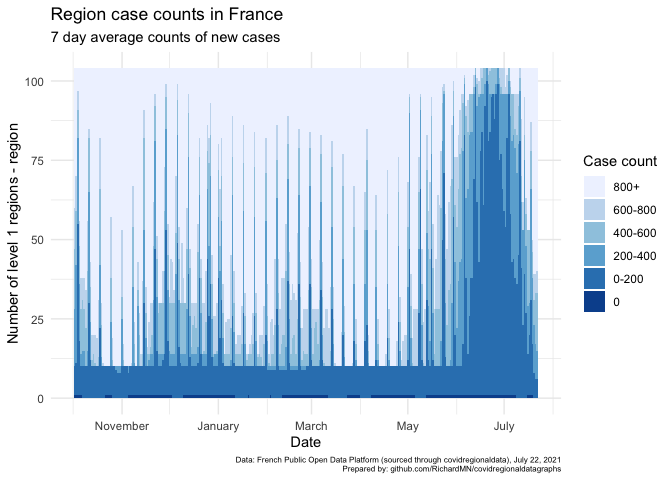 Region case counts in France
7 day average counts of new cases
Number of level 1 regions - region
100
75
50
25
0
November
January
March
May
July
Date
Case count
800+
600-800
400-600
200-400
0-200
0
Data: French Public Open Data Platform (sourced through covidregionaldata), July 22, 2021
Prepared by: github.com/RichardMN/covidregionaldatagraphs